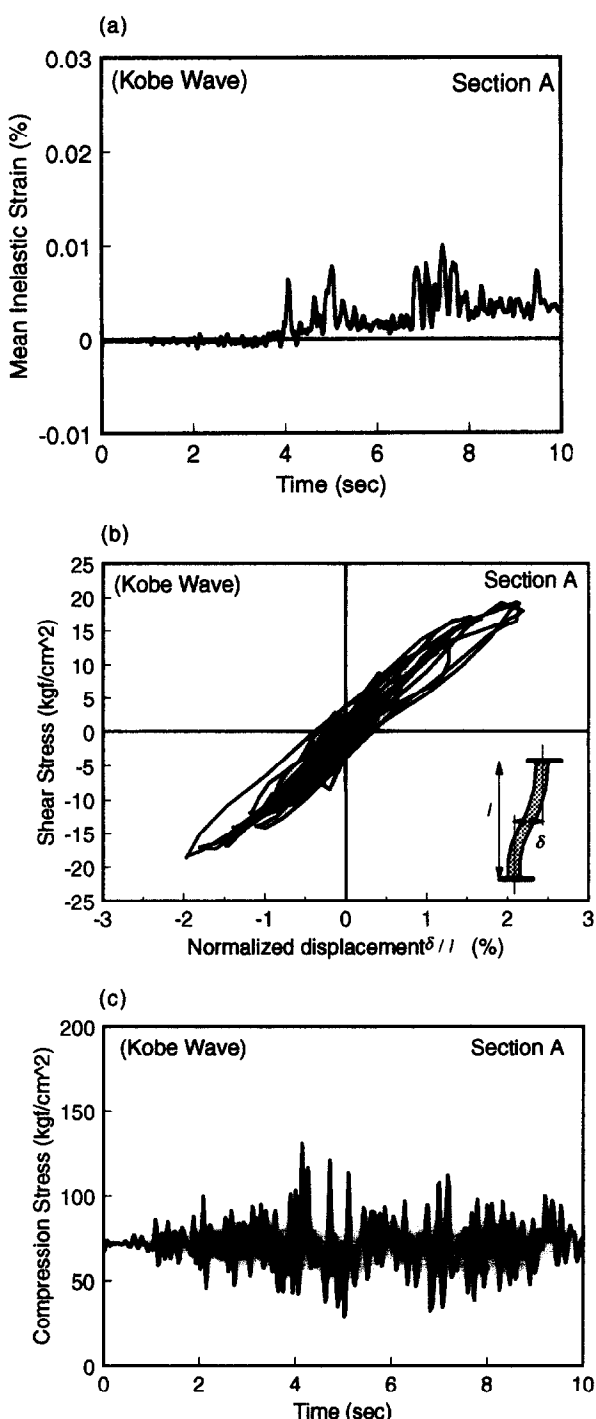 (a)
0.03
(Kobe Wave) Section A
0.02
0.01
0
-0.01
Mean Inelastic Strain (%)
0 2 4 6 8 10
Time (sec)
(b)
25
(Kobe Wave) Section A
20
15
10
5
0
-5
-10
-15
-20
-25
Shear Stress (kgf/cm^2)
l
δ
-3 -2 -1 0 1 2 3
Normalized displacement δ / l (%)
(c)
200
(Kobe Wave) Section A
150
100
50
0
Compression Stress (kgf/cm^2)
0 2 4 6 8 10
Time (sec)